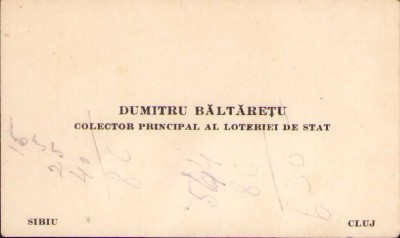 DUMITRU BĂLTĂREȚU
COLECTOR PRINCIPAL AL LOTERIEI DE STAT
SIBIU
CLUJ